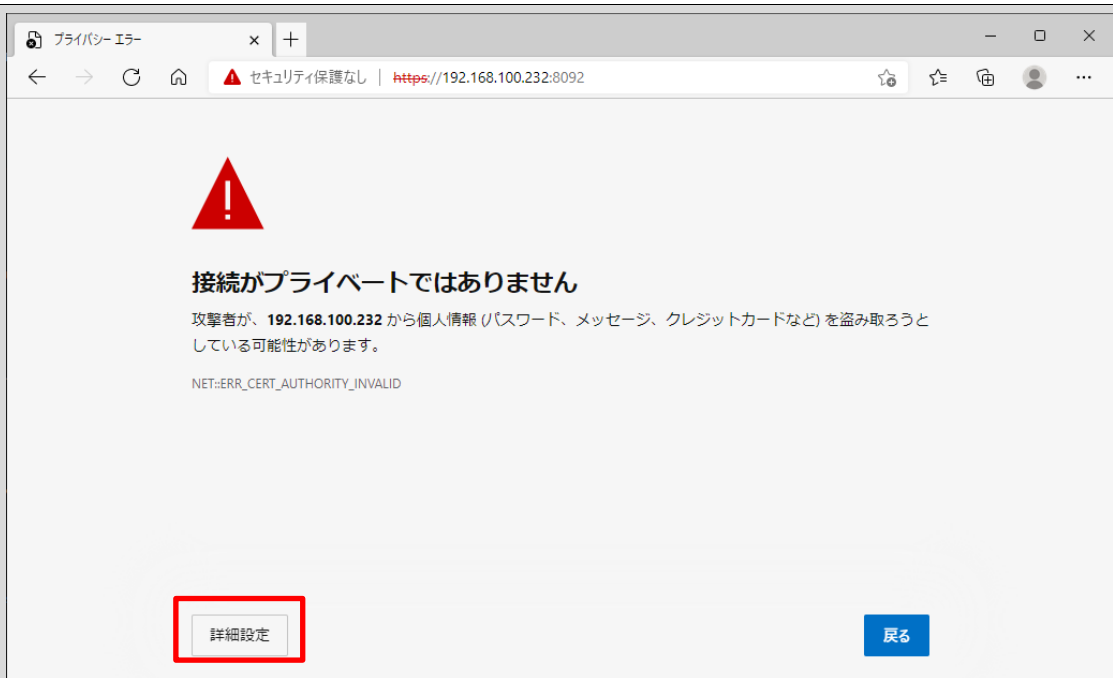 プライバシー エラー
セキュリティ保護なし | https://192.168.100.232:8092
接続がプライベートではありません
攻撃者が、192.168.100.232 から個人情報 (パスワード、メッセージ、クレジットカードなど) を盗み取ろうと
している可能性があります。
NET::ERR_CERT_AUTHORITY_INVALID
詳細設定
戻る